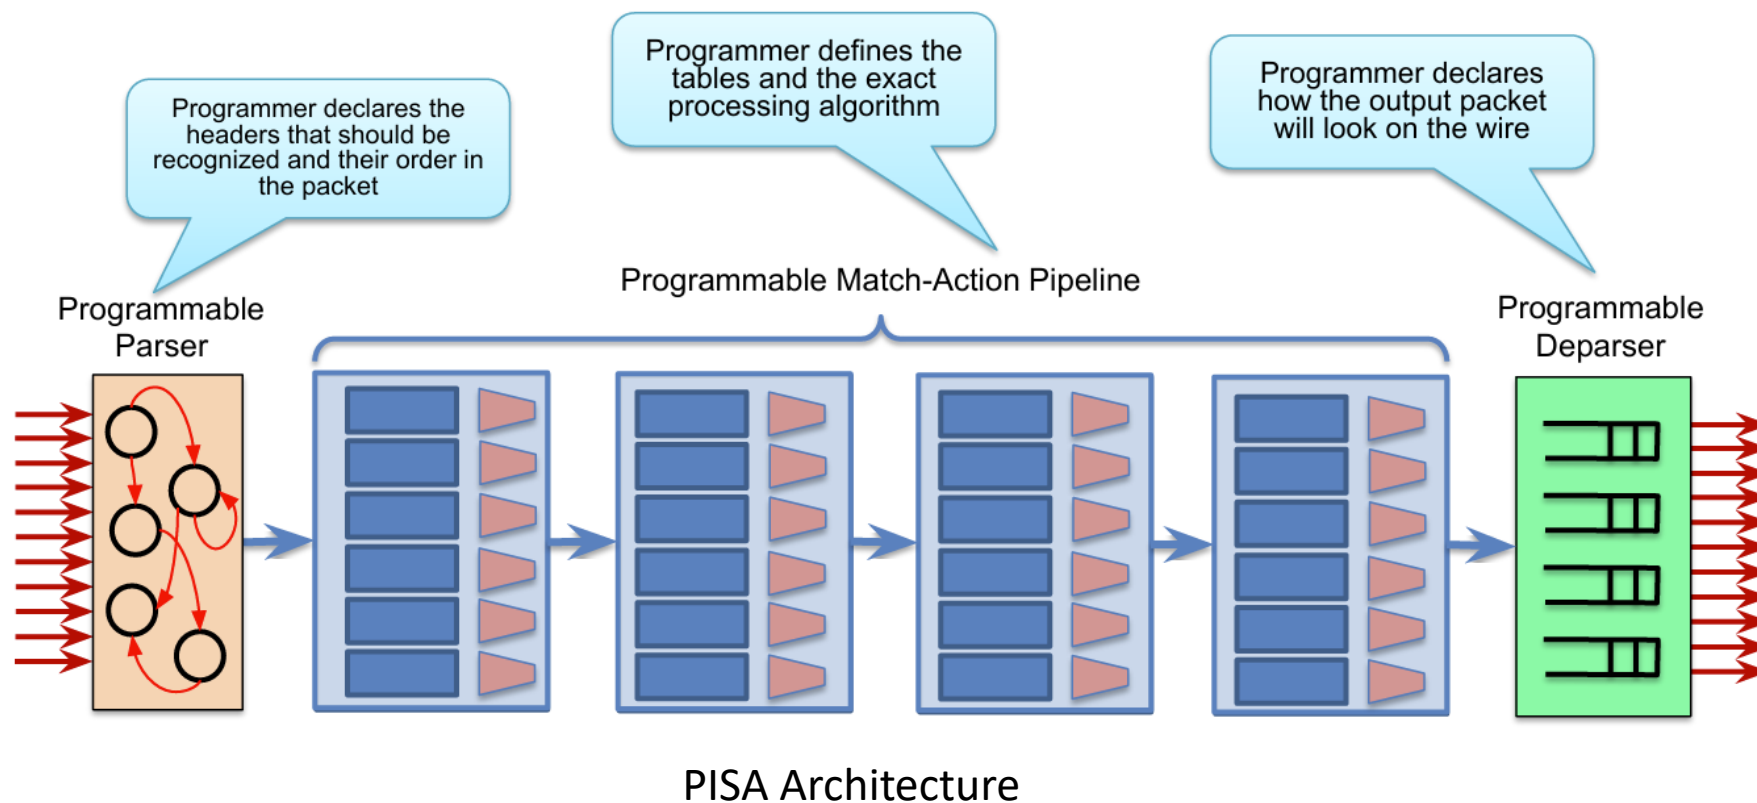 Programmer declares the
headers that should be
recognized and their order in
the packet
Programmer defines the
tables and the exact
processing algorithm
Programmer declares
how the output packet
will look on the wire
Programmable
Parser
Programmable Match-Action Pipeline
Programmable
Deparser
PISA Architecture